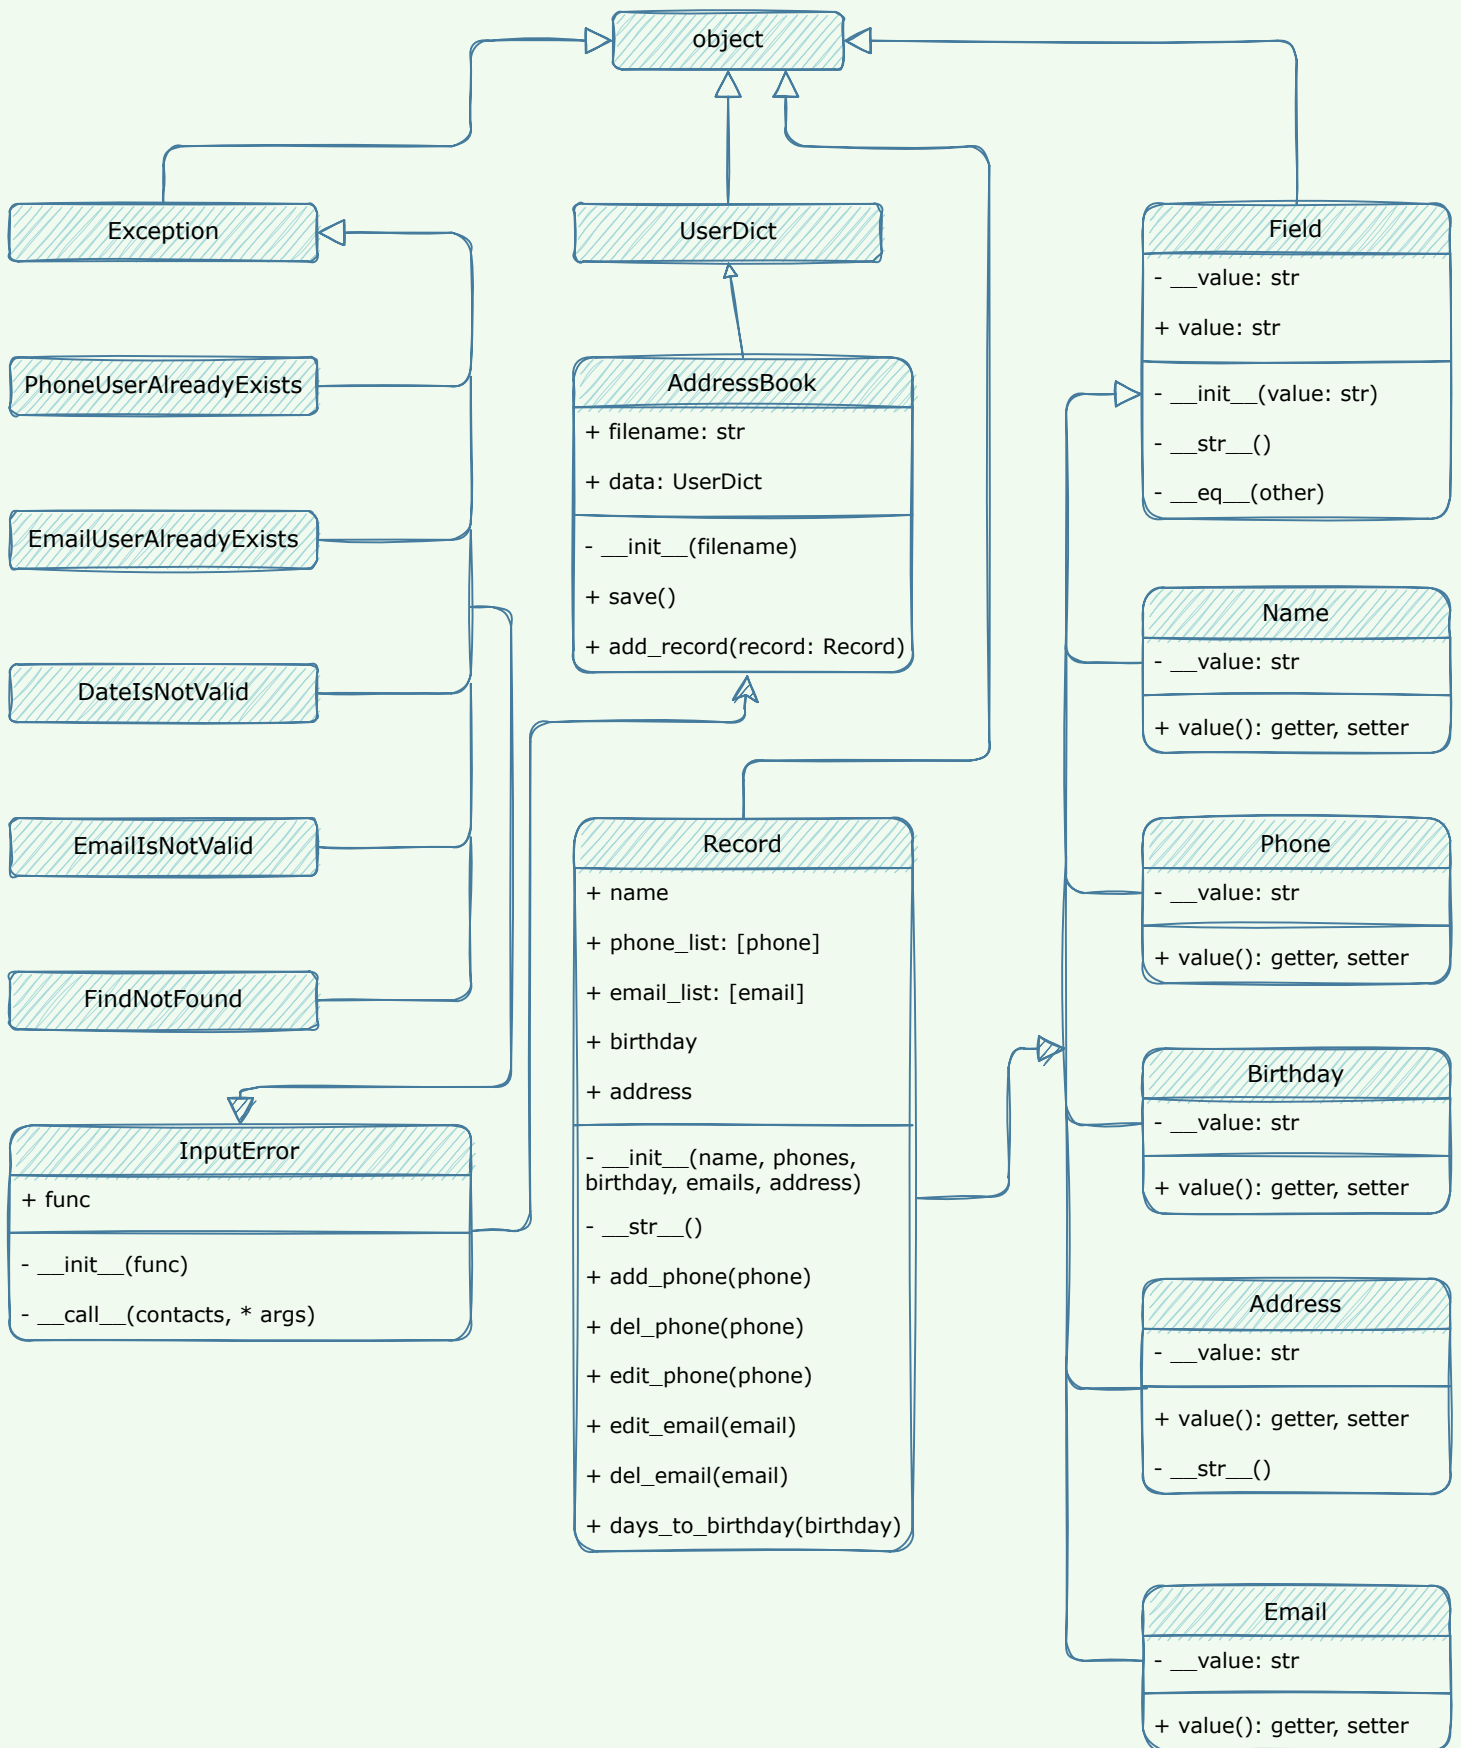 object
Exception
UserDict
Field
- __value: str
+ value: str
- __init__(value: str)
- __str__()
- __eq__(other)
PhoneUserAlreadyExists
EmailUserAlreadyExists
DateIsNotValid
EmailIsNotValid
FindNotFound
AddressBook
+ filename: str
+ data: UserDict
- __init__(filename)
+ save()
+ add_record(record: Record)
InputError
+ func
- __init__(func)
- __call__(contacts, * args)
Record
+ name
+ phone_list: [phone]
+ email_list: [email]
+ birthday
+ address
- __init__(name, phones,
birthday, emails, address)
- __str__()
+ add_phone(phone)
+ del_phone(phone)
+ edit_phone(phone)
+ edit_email(email)
+ del_email(email)
+ days_to_birthday(birthday)
Name
- __value: str
+ value(): getter, setter
Phone
- __value: str
+ value(): getter, setter
Birthday
- __value: str
+ value(): getter, setter
Address
- __value: str
+ value(): getter, setter
- __str__()
Email
- __value: str
+ value(): getter, setter